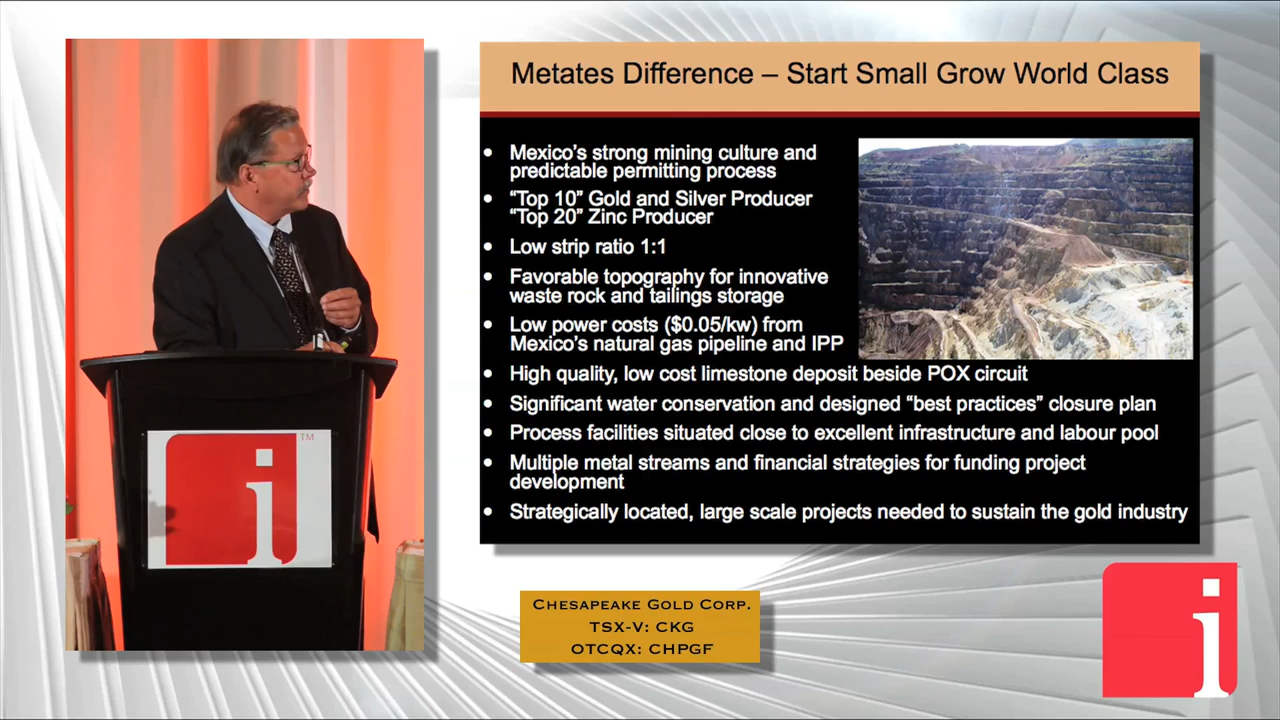 Metates Difference – Start Small Grow World Class
• Mexico's strong mining culture and
predictable permitting process
• "Top 10" Gold and Silver Producer
"Top 20" Zinc Producer
• Low strip ratio 1:1
• Favorable topography for innovative
waste rock and tailings storage
• Low power costs ($0.05/kw) from
Mexico's natural gas pipeline and IPP
• High quality, low cost limestone deposit beside POX circuit
• Significant water conservation and designed "best practices" closure plan
• Process facilities situated close to excellent infrastructure and labour pool
• Multiple metal streams and financial strategies for funding project
development
• Strategically located, large scale projects needed to sustain the gold industry
i
TM
Chesapeake Gold Corp.
TSX-V: CKG
OTCQX: CHPGF
i